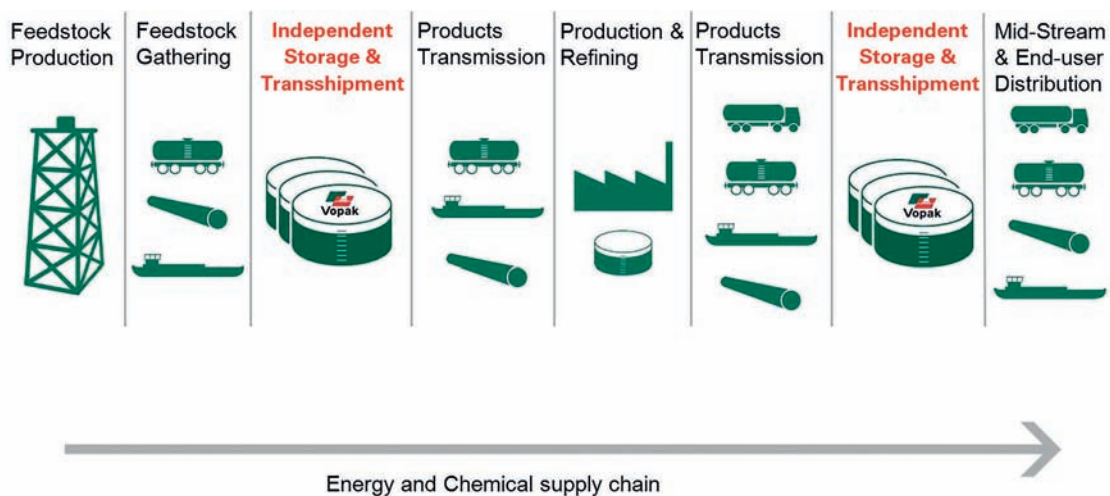 Feedstock
Production
Feedstock
Gathering
Independent
Storage &
Transshipment
Products
Transmission
Production &
Refining
Products
Transmission
Independent
Storage &
Transshipment
Mid-Stream
& End-user
Distribution
Vopak
Vopak
Energy and Chemical supply chain